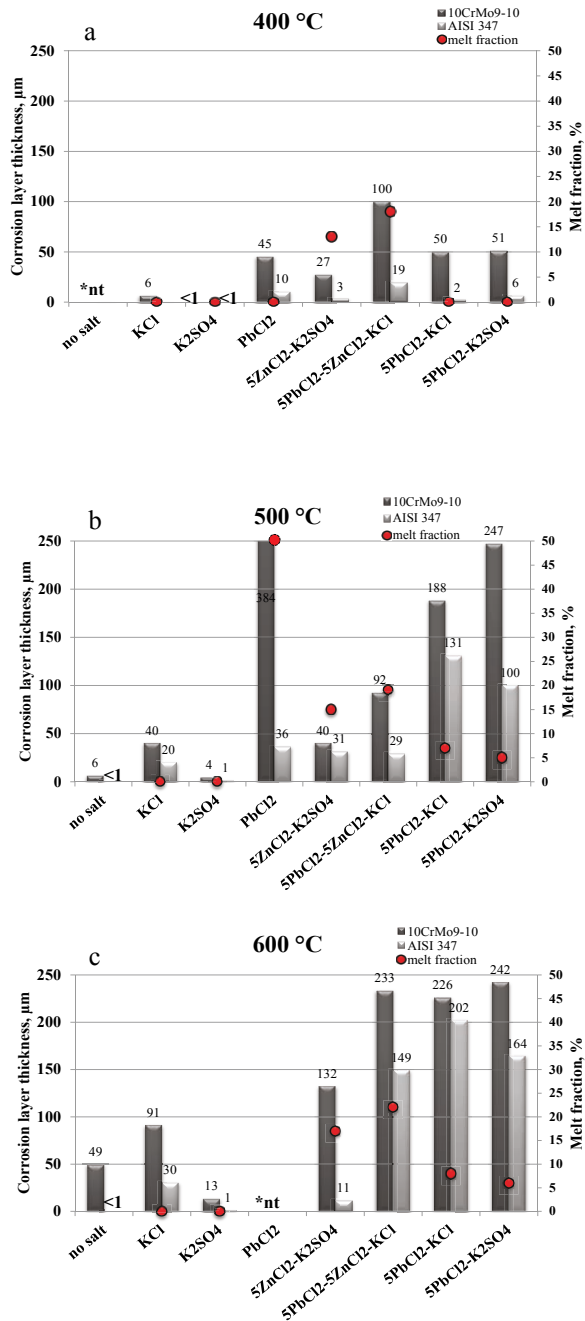 a
400 °C
10CrMo9-10
AISI 347
melt fraction
Corrosion layer thickness, µm
Melt fraction, %
250
200
150
100
50
0
50
45
40
35
30
25
20
15
10
5
0
*nt
6
<1
<1
45
10
27
3
100
19
50
2
51
6
no salt
KCl
K2SO4
PbCl2
5ZnCl2-K2SO4
5PbCl2-5ZnCl2-KCl
5PbCl2-KCl
5PbCl2-K2SO4
b
500 °C
10CrMo9-10
AISI 347
melt fraction
Corrosion layer thickness, µm
Melt fraction, %
250
200
150
100
50
0
50
45
40
35
30
25
20
15
10
5
0
6
<1
40
20
4
1
384
36
40
31
92
29
188
131
247
100
no salt
KCl
K2SO4
PbCl2
5ZnCl2-K2SO4
5PbCl2-5ZnCl2-KCl
5PbCl2-KCl
5PbCl2-K2SO4
c
600 °C
10CrMo9-10
AISI 347
melt fraction
Corrosion layer thickness, µm
Melt fraction, %
250
200
150
100
50
0
50
45
40
35
30
25
20
15
10
5
0
49
<1
91
30
13
1
*nt
132
11
233
149
226
202
242
164
no salt
KCl
K2SO4
PbCl2
5ZnCl2-K2SO4
5PbCl2-5ZnCl2-KCl
5PbCl2-KCl
5PbCl2-K2SO4